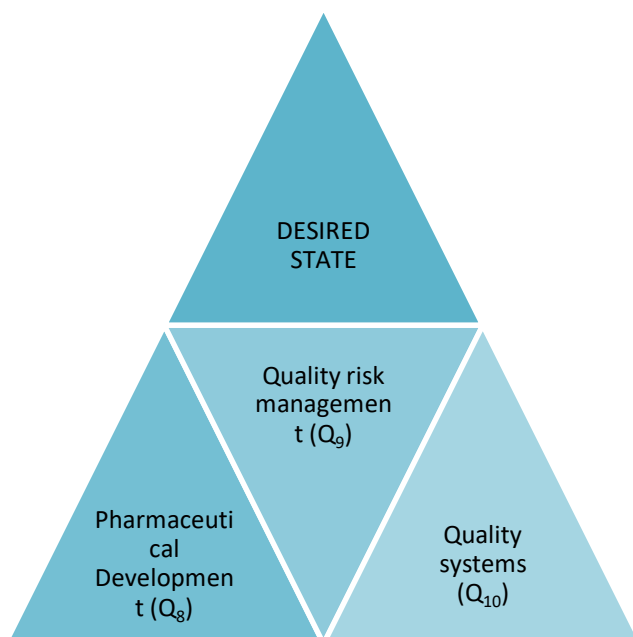 DESIRED
STATE
Quality risk
managemen
t (Q₉)
Pharmaceuti
cal
Developmen
t (Q₈)
Quality
systems
(Q₁₀)